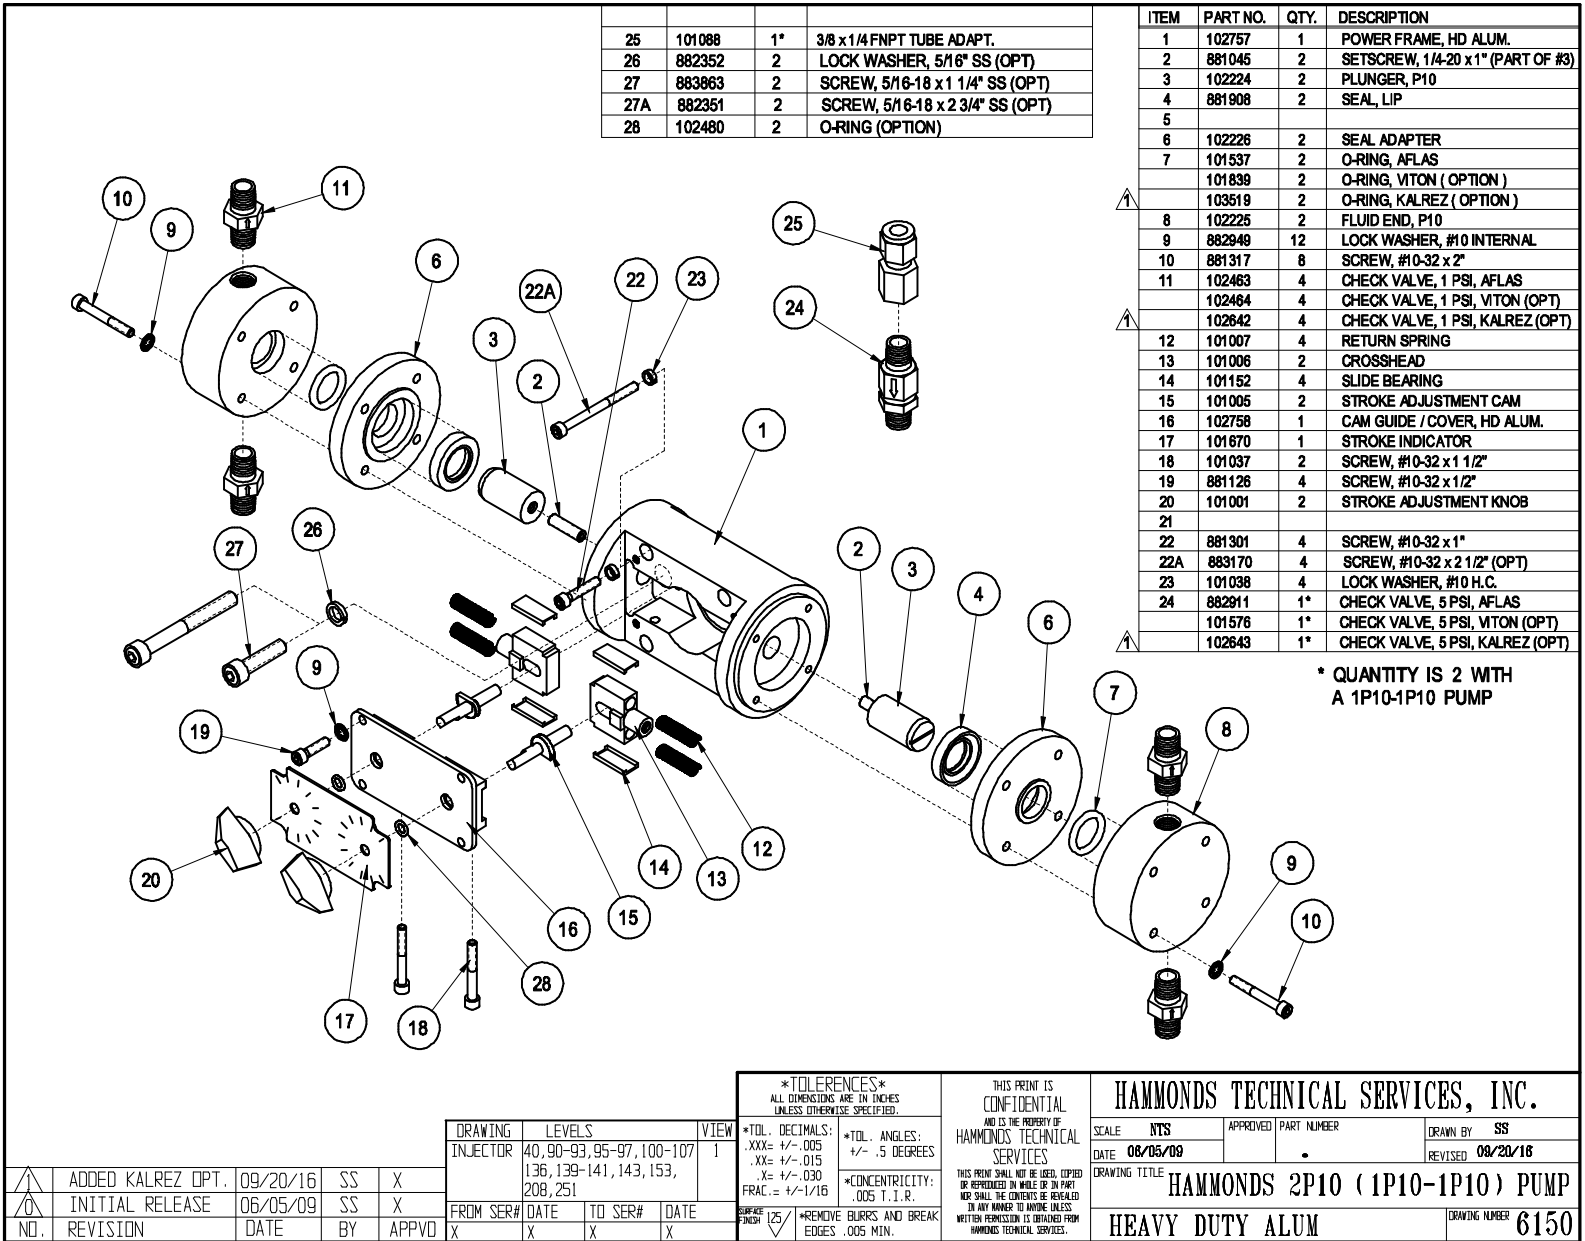 25 101088 1* 3/8 x 1/4 FNPT TUBE ADAPT.
26 882352 2 LOCK WASHER, 5/16" SS (OPT)
27 883863 2 SCREW, 5/16-18 x 1 1/4" SS (OPT)
27A 882351 2 SCREW, 5/16-18 x 2 3/4" SS (OPT)
28 102480 2 O-RING (OPTION)
ITEM PART NO. QTY. DESCRIPTION
1 102757 1 POWER FRAME, HD ALUM.
2 881045 2 SETSCREW, 1/4-20 x 1" (PART OF #3)
3 102224 2 PLUNGER, P10
4 881908 2 SEAL, LIP
5
6 102226 2 SEAL ADAPTER
7 101537 2 O-RING, AFLAS
101839 2 O-RING, VITON ( OPTION )
1 103519 2 O-RING, KALREZ ( OPTION )
8 102225 2 FLUID END, P10
9 882949 12 LOCK WASHER, #10 INTERNAL
10 881317 8 SCREW, #10-32 x 2"
11 102463 4 CHECK VALVE, 1 PSI, AFLAS
102464 4 CHECK VALVE, 1 PSI, VITON (OPT)
1 102642 4 CHECK VALVE, 1 PSI, KALREZ (OPT)
12 101007 4 RETURN SPRING
13 101006 2 CROSSHEAD
14 101152 4 SLIDE BEARING
15 101005 2 STROKE ADJUSTMENT CAM
16 102758 1 CAM GUIDE / COVER, HD ALUM.
17 101670 1 STROKE INDICATOR
18 101037 2 SCREW, #10-32 x 1 1/2"
19 881126 4 SCREW, #10-32 x 1/2"
20 101001 2 STROKE ADJUSTMENT KNOB
21
22 881301 4 SCREW, #10-32 x 1"
22A 883170 4 SCREW, #10-32 x 2 1/2" (OPT)
23 101038 4 LOCK WASHER, #10 H.C.
24 882911 1* CHECK VALVE, 5 PSI, AFLAS
101576 1* CHECK VALVE, 5 PSI, VITON (OPT)
1 102643 1* CHECK VALVE, 5 PSI, KALREZ (OPT)
* QUANTITY IS 2 WITH
A 1P10-1P10 PUMP
11
10
9
6
22A
22
23
25
24
3
2
1
26
27
2
3
4
6
7
8
9
19
20
12
14
13
15
16
28
17
18
9
10
*TOLERENCES*
ALL DIMENSIONS ARE IN INCHES
UNLESS OTHERWISE SPECIFIED.
*TOL. DECIMALS:
.XXX= +/-.005
.XX= +/-.015
.X= +/-.030
FRAC.= +/-1/16
*TOL. ANGLES:
+/- .5 DEGREES
*CONCENTRICITY:
.005 T.I.R.
SURFACE
FINISH 125
*REMOVE BURRS AND BREAK
EDGES .005 MIN.
THIS PRINT IS
CONFIDENTIAL
AND IS THE PROPERTY OF
HAMMONDS TECHNICAL
SERVICES
THIS PRINT SHALL NOT BE USED, COPIED
OR REPRODUCED IN WHOLE OR IN PART
NOR SHALL THE CONTENTS BE REVEALED
IN ANY MANNER TO ANYONE UNLESS
WRITTEN PERMISSION IS OBTAINED FROM
HAMMONDS TECHNICAL SERVICES.
HAMMONDS TECHNICAL SERVICES, INC.
SCALE NTS APPROVED PART NUMBER . DRAWN BY SS
DATE 06/05/09 REVISED 09/20/16
DRAWING TITLE HAMMONDS 2P10 (1P10-1P10) PUMP
HEAVY DUTY ALUM DRAWING NUMBER 6150
DRAWING LEVELS VIEW
INJECTOR 40,90-93,95-97,100-107 1
136,139-141,143,153,
208,251
FROM SER# DATE TO SER# DATE
X X X X
1 ADDED KALREZ OPT. 09/20/16 SS X
0 INITIAL RELEASE 06/05/09 SS X
NO. REVISION DATE BY APPVD